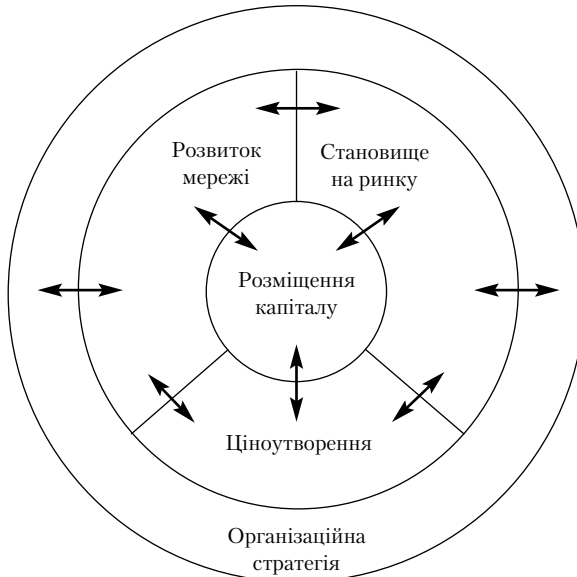 Розвиток
мережі
Становище
на ринку
Розміщення
капіталу
Ціноутворення
Організаційна
стратегія